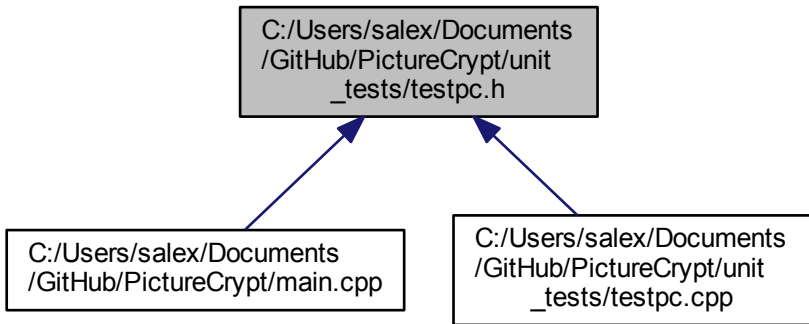 C:/Users/salex/Documents
/GitHub/PictureCrypt/unit
_tests/testpc.h
C:/Users/salex/Documents
/GitHub/PictureCrypt/main.cpp
C:/Users/salex/Documents
/GitHub/PictureCrypt/unit
_tests/testpc.cpp